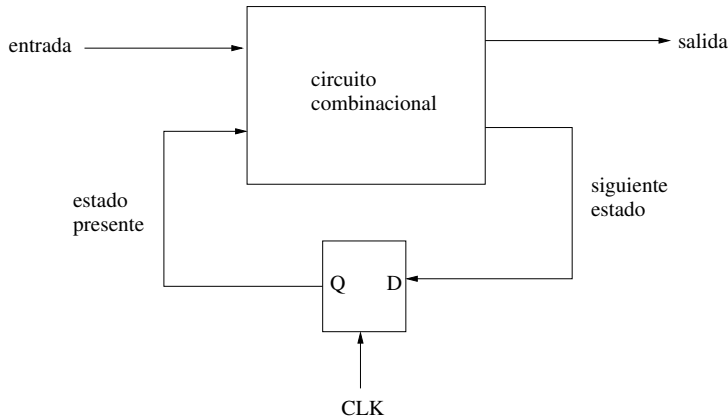 entrada
salida
circuito
combinacional
estado
presente
siguiente
estado
Q
D
CLK